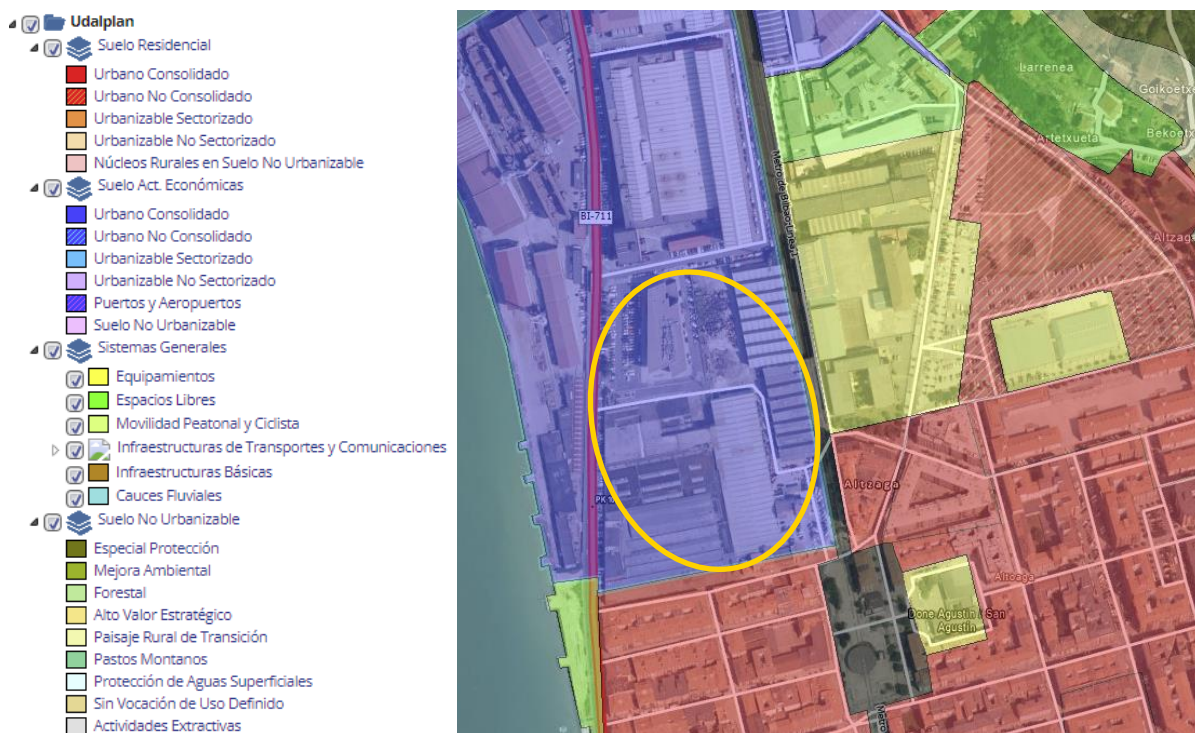 Udalplan
Suelo Residencial
Urbano Consolidado
Urbano No Consolidado
Urbanizable Sectorizado
Urbanizable No Sectorizado
Núcleos Rurales en Suelo No Urbanizable
Suelo Act. Económicas
Urbano Consolidado
Urbano No Consolidado
Urbanizable Sectorizado
Urbanizable No Sectorizado
Puertos y Aeropuertos
Suelo No Urbanizable
Sistemas Generales
Equipamientos
Espacios Libres
Movilidad Peatonal y Ciclista
Infraestructuras de Transportes y Comunicaciones
Infraestructuras Básicas
Cauces Fluviales
Suelo No Urbanizable
Especial Protección
Mejora Ambiental
Forestal
Alto Valor Estratégico
Paisaje Rural de Transición
Pastos Montanos
Protección de Aguas Superficiales
Sin Vocación de Uso Definido
Actividades Extractivas
Larrenea
Goikoetxe
Artetxueta
Bekoetx
BI-711
Altzag
Altzaga
Done Agustin - San
Agustín
Metro